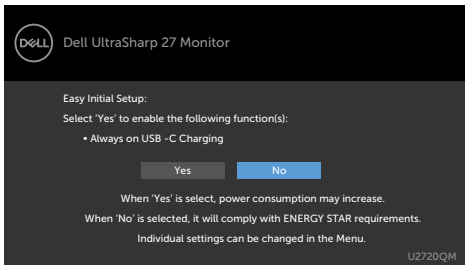 DELL
Dell UltraSharp 27 Monitor
Easy Initial Setup:
Select 'Yes' to enable the following function(s):
• Always on USB -C Charging
Yes
No
When 'Yes' is select, power consumption may increase.
When 'No' is selected, it will comply with ENERGY STAR requirements.
Individual settings can be changed in the Menu.
U2720QM